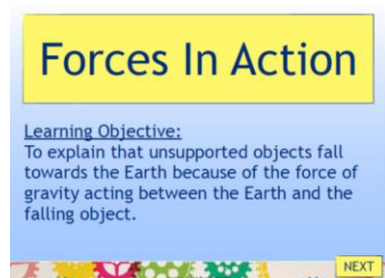 Forces In Action
Learning Objective:
To explain that unsupported objects fall
towards the Earth because of the force of
gravity acting between the Earth and the
falling object.
NEXT